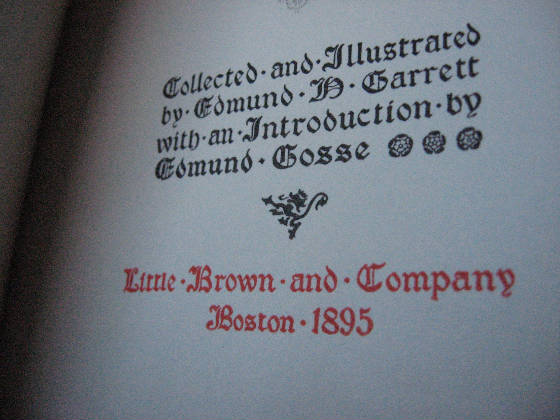 Collected · and · Illustrated
by · Edmund · H · Garrett
with · an · Introduction · by
Edmund · Gosse
Little · Brown · and · Company
Boston · 1895